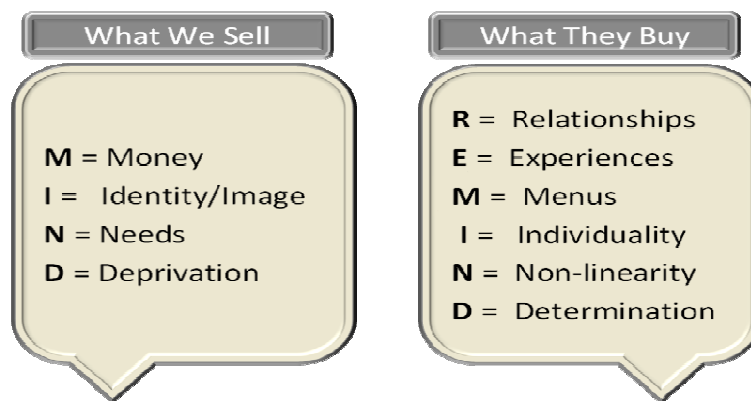 What We Sell
M = Money
I = Identity/Image
N = Needs
D = Deprivation
What They Buy
R = Relationships
E = Experiences
M = Menus
I = Individuality
N = Non-linearity
D = Determination